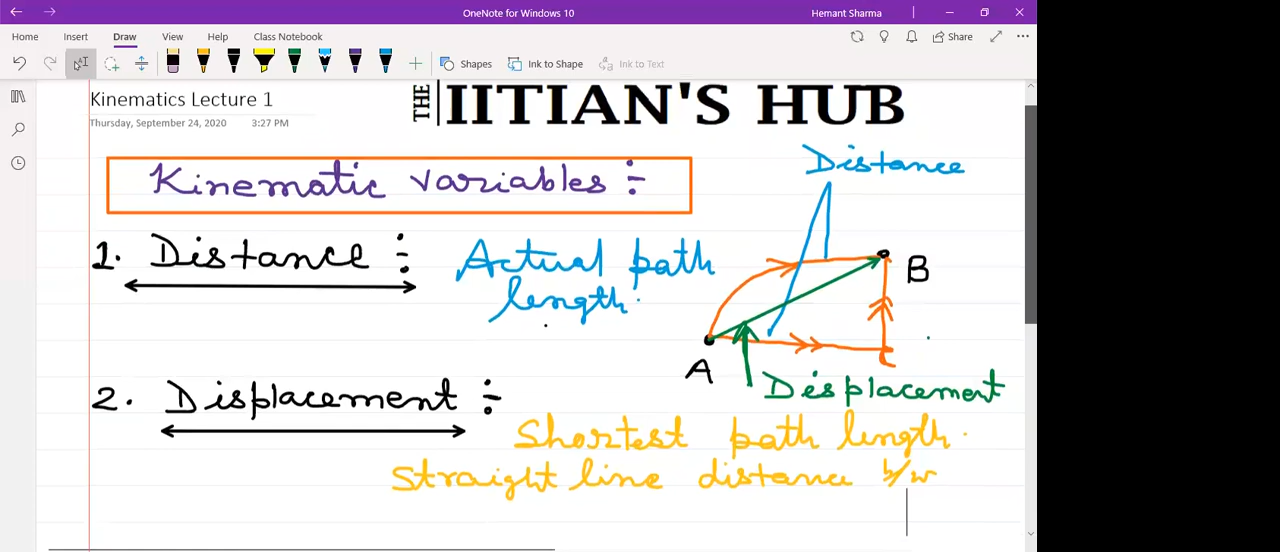 OneNote for Windows 10
Hemant Sharma
Home Insert Draw View Help Class Notebook
Share
Shapes Ink to Shape Ink to Text
Kinematics Lecture 1
Thursday, September 24, 2020 3:27 PM
THE IITIAN'S HUB
Kinematic variables :-
Distance
1. Distance :- Actual path
length.
B
A
Displacement
2. Displacement :-
Shortest path length.
Straight line distance b/w